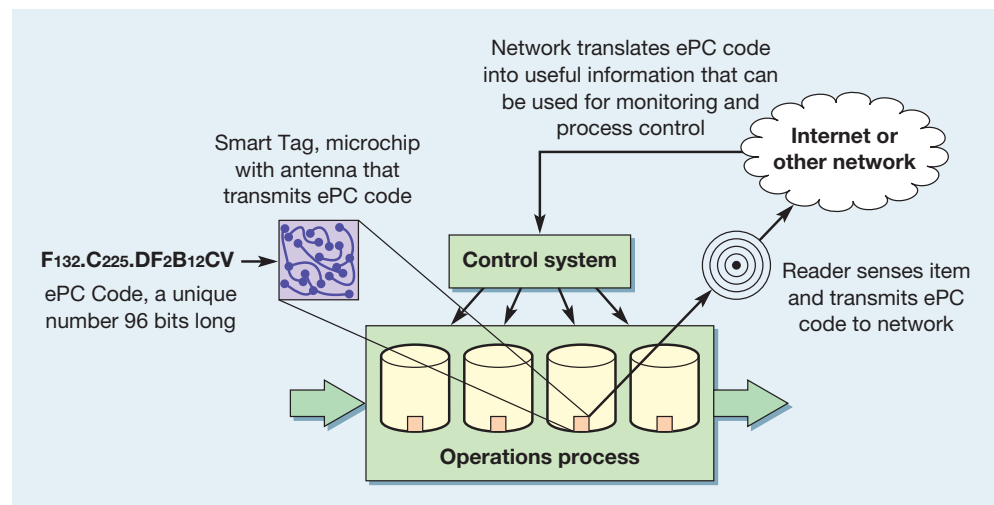 Network translates ePC code
into useful information that can
be used for monitoring and
process control
Internet or
other network
Smart Tag, microchip
with antenna that
transmits ePC code
F132.C225.DF2B12CV
ePC Code, a unique
number 96 bits long
Control system
Reader senses item
and transmits ePC
code to network
Operations process